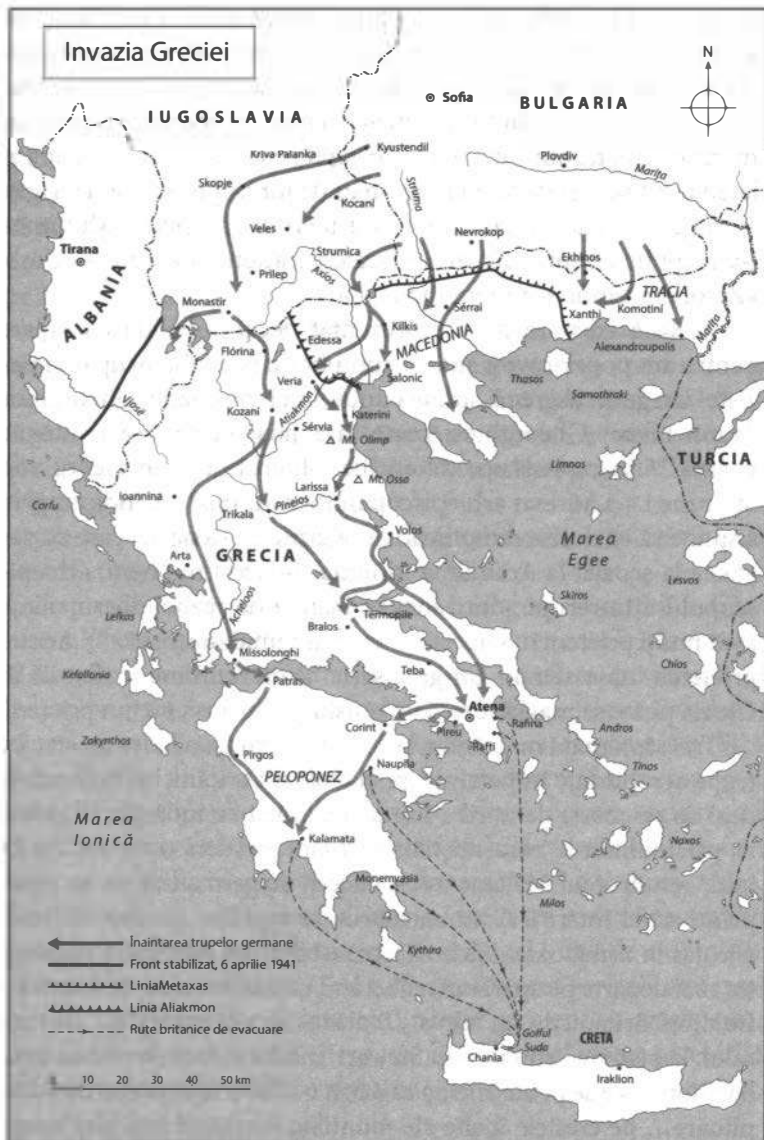 Invazia Greciei
N
IUGOSLAVIA
Sofia
BULGARIA
Kriva Palanka
Kyustendil
Plovdiv
Marița
Skopje
Kocani
Struma
Veles
Nevrokop
Tirana
Strumica
Ekhinos
Prilep
Axios
TRACIA
ALBANIA
Monastir
Sérrai
Xanthi
Komotini
Kilkis
Marița
Flórina
Edessa
MACEDONIA
Alexandroupolis
Veria
Salonic
Thasos
Samothraki
Vijosë
Kozani
Aliakmon
Katerini
Sérvia
Mt. Olimp
Limnos
TURCIA
Ioannina
Larissa
Mt. Ossa
Corfu
Trikala
Pineios
Volos
Marea
Egee
Arta
GRECIA
Lesvos
Skiros
Lefkas
Acheloos
Termopile
Bralos
Missolonghi
Teba
Chios
Kefallonia
Patras
Atena
Rafina
Corint
Pireu
Andros
Zakynthos
Raffi
Pirgos
Nauplia
Tinos
PELOPONEZ
Marea
Ionică
Kalamata
Naxos
Monemvasia
Milos
Kythira
Înaintarea trupelor germane
Front stabilizat, 6 aprilie 1941
LiniaMetaxas
Linia Aliakmon
Rute britanice de evacuare
Golful
Suda
CRETA
Chania
Iraklion
0 10 20 30 40 50 km